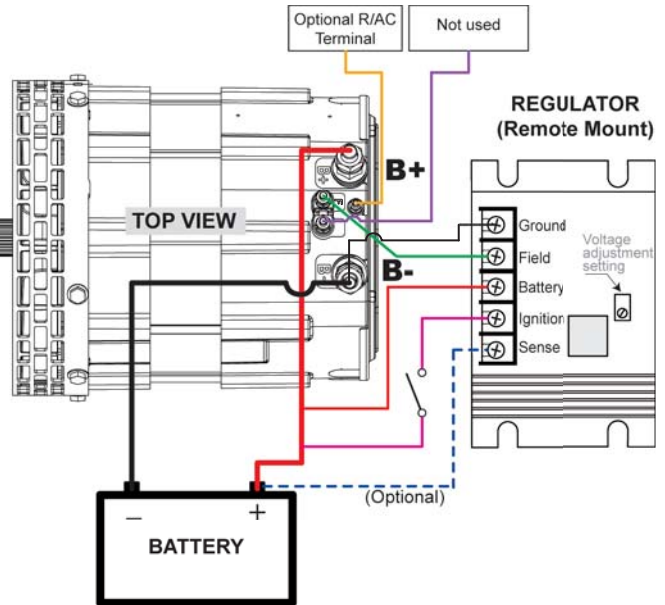 Optional R/AC
Terminal
Not used
REGULATOR
(Remote Mount)
B+
TOP VIEW
B-
Ground
Field
Battery
Ignition
Sense
Voltage
adjustment
setting
(Optional)
– +
BATTERY